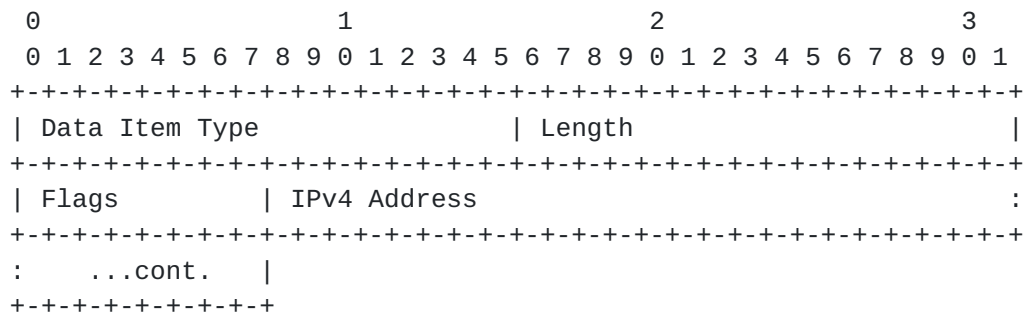 0                   1                   2                   3
 0 1 2 3 4 5 6 7 8 9 0 1 2 3 4 5 6 7 8 9 0 1 2 3 4 5 6 7 8 9 0 1
+-+-+-+-+-+-+-+-+-+-+-+-+-+-+-+-+-+-+-+-+-+-+-+-+-+-+-+-+-+-+-+-+
| Data Item Type                | Length                        |
+-+-+-+-+-+-+-+-+-+-+-+-+-+-+-+-+-+-+-+-+-+-+-+-+-+-+-+-+-+-+-+-+
| Flags         | IPv4 Address                                  :
+-+-+-+-+-+-+-+-+-+-+-+-+-+-+-+-+-+-+-+-+-+-+-+-+-+-+-+-+-+-+-+-+
:    ...cont.   |
+-+-+-+-+-+-+-+-+